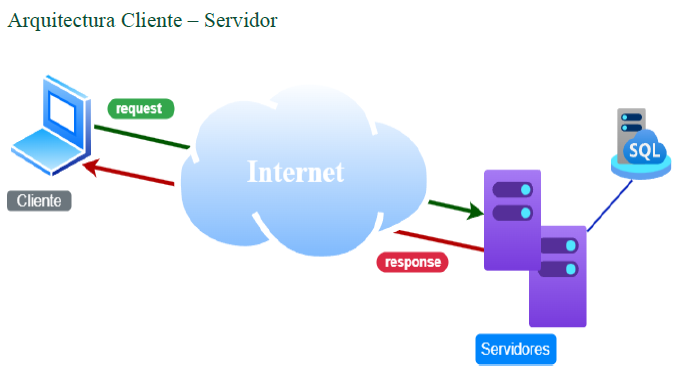 Arquitectura Cliente – Servidor
request
Internet
SQL
Cliente
response
Servidores